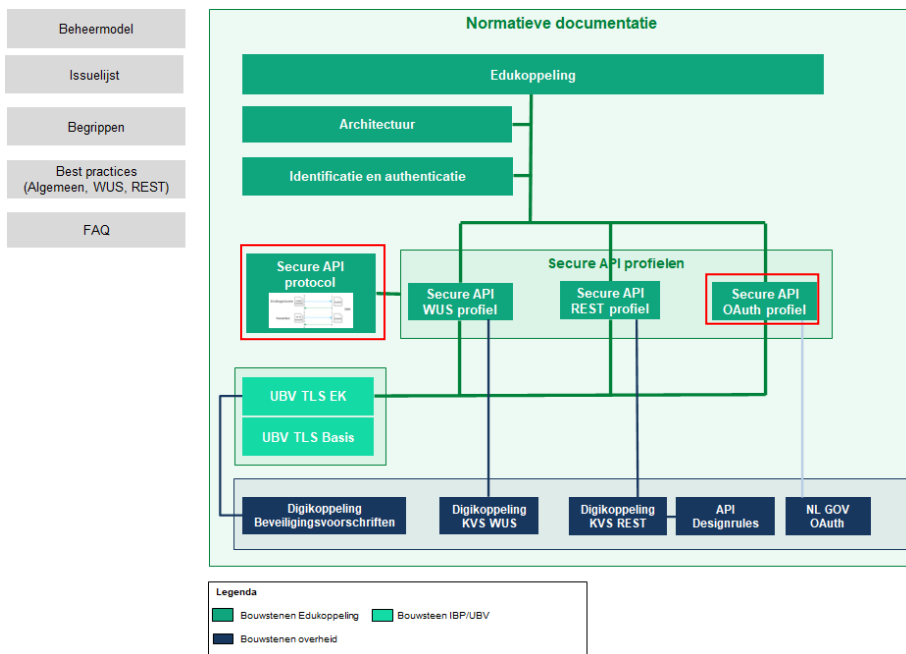 Beheermodel
Issuelijst
Begrippen
Best practices
(Algemeen, WUS, REST)
FAQ
Normatieve documentatie
Edukoppeling
Architectuur
Identificatie en authenticatie
Secure API
protocol
Secure API profielen
Secure API
WUS profiel
Secure API
REST profiel
Secure API
OAuth profiel
UBV TLS EK
UBV TLS Basis
Digikoppeling
Beveiligingsvoorschriften
Digikoppeling
KVS WUS
Digikoppeling
KVS REST
API
Designrules
NL GOV
OAuth
Legenda
Bouwstenen Edukoppeling
Bouwsteen IBP/UBV
Bouwstenen overheid